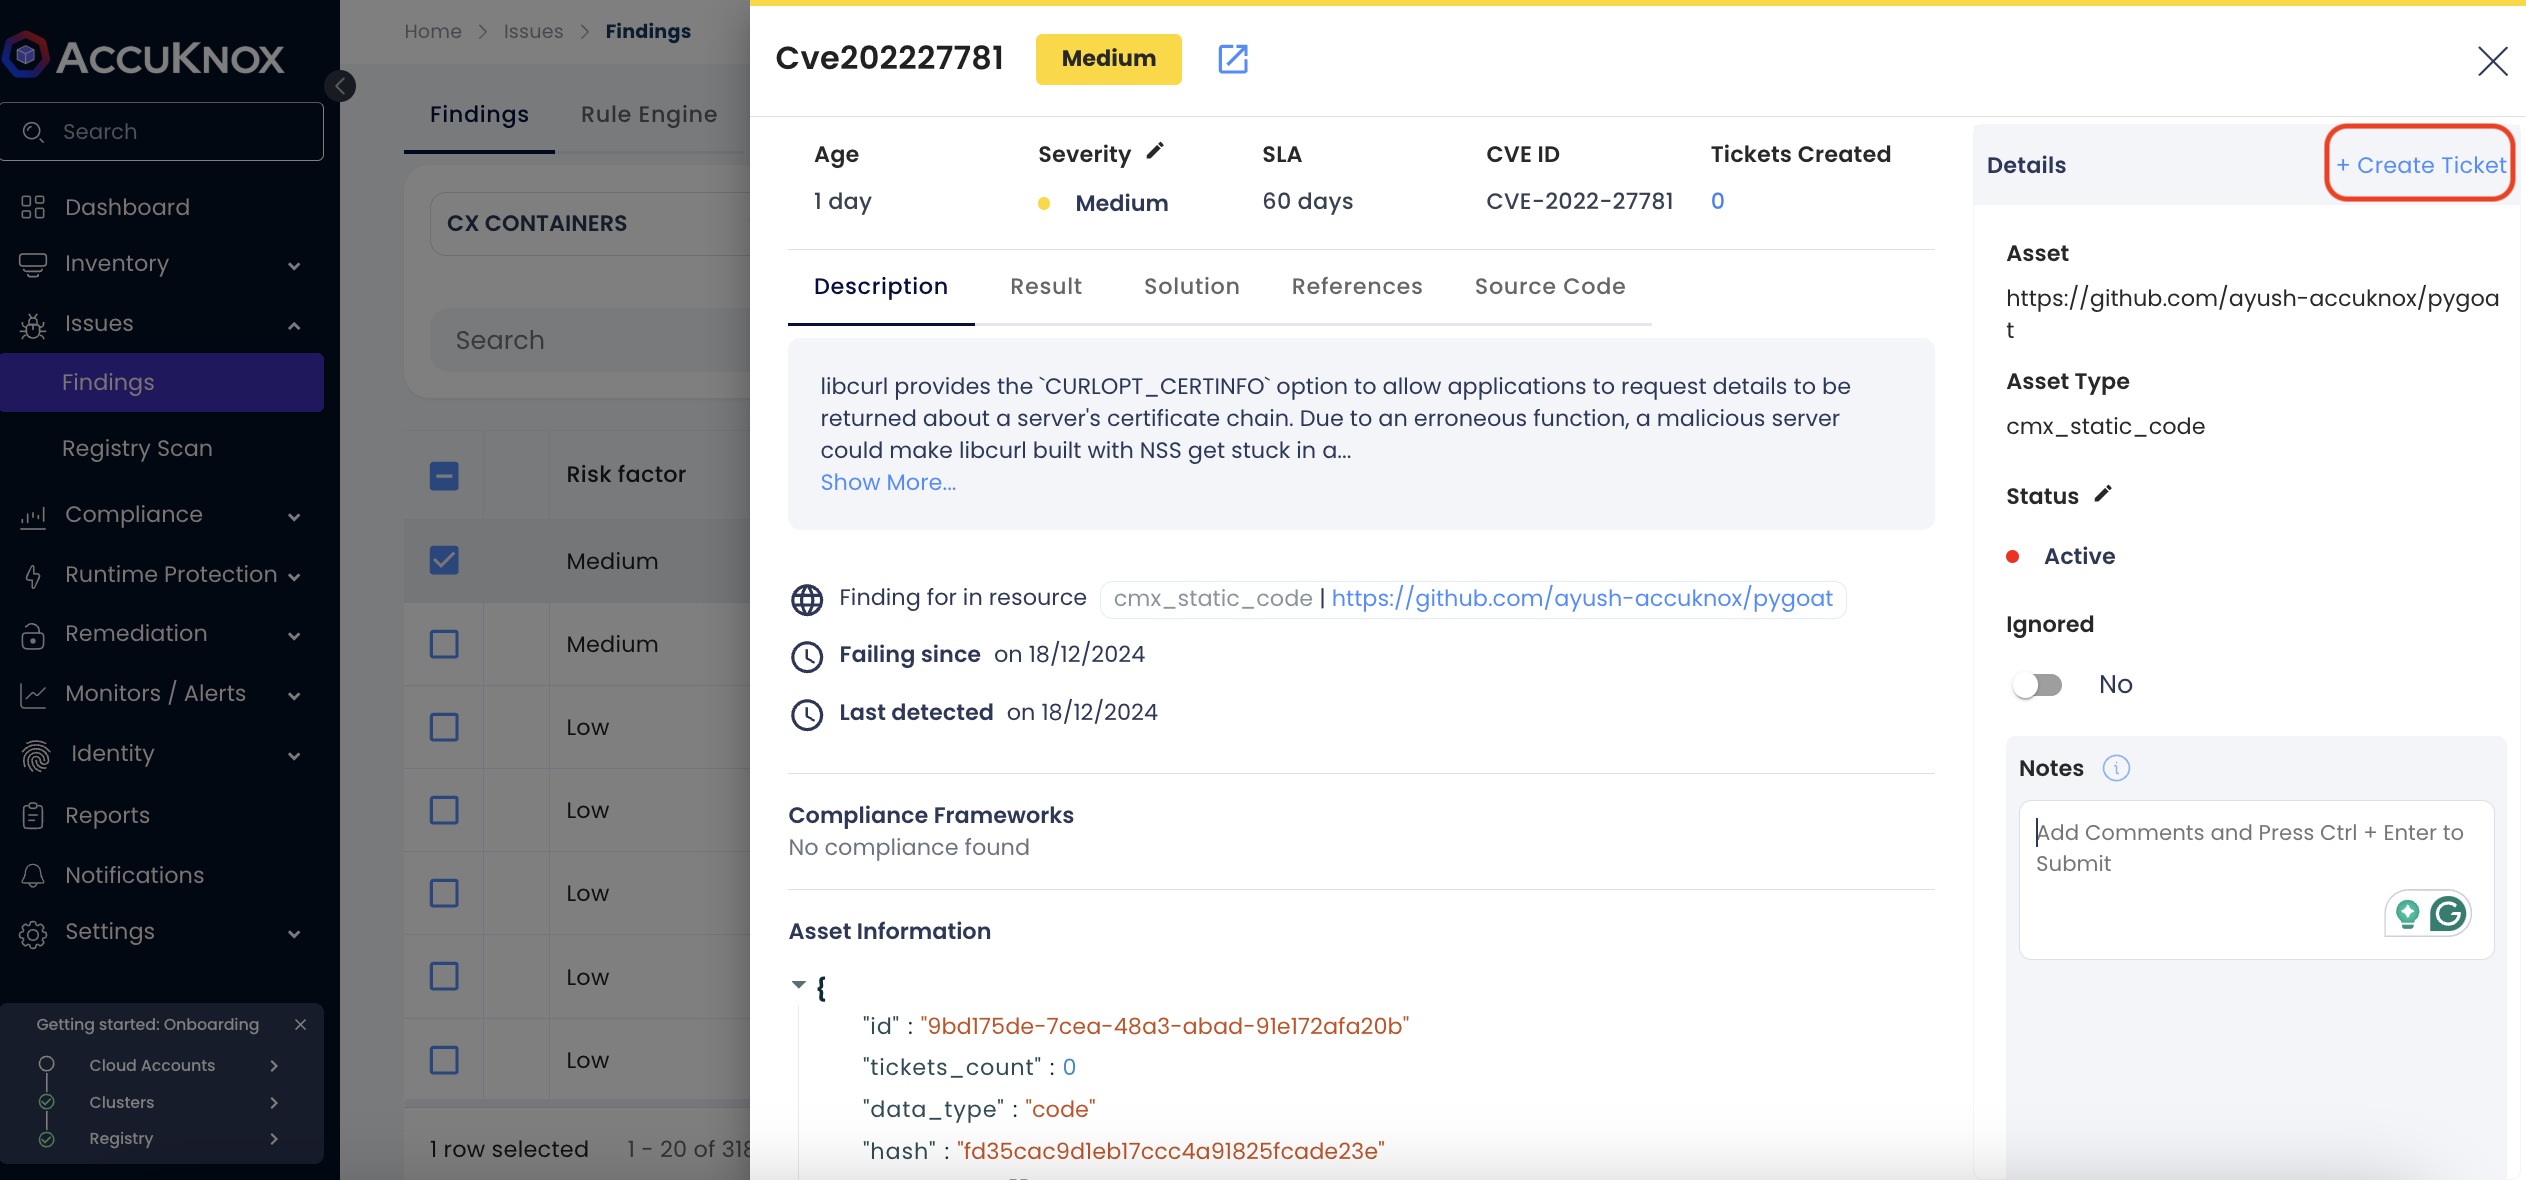 ACCUKNOX
Search
Dashboard
Inventory
Issues
Findings
Registry Scan
Compliance
Runtime Protection
Remediation
Monitors / Alerts
Identity
Reports
Notifications
Settings
Getting started: Onboarding
Cloud Accounts
Clusters
Registry
Home > Issues > Findings
Findings Rule Engine
CX CONTAINERS
Search
Risk factor
Medium
Medium
Low
Low
Low
Low
Low
1 row selected 1 - 20 of 318
Cve202227781 Medium
Age Severity SLA CVE ID Tickets Created
1 day Medium 60 days CVE-2022-27781 0
Description Result Solution References Source Code
libcurl provides the `CURLOPT_CERTINFO` option to allow applications to request details to be
returned about a server's certificate chain. Due to an erroneous function, a malicious server
could make libcurl built with NSS get stuck in a...
Show More...
Finding for in resource cmx_static_code | https://github.com/ayush-accuknox/pygoat
Failing since on 18/12/2024
Last detected on 18/12/2024
Compliance Frameworks
No compliance found
Asset Information
{
"id" : "9bd175de-7cea-48a3-abad-91e172afa20b"
"tickets_count" : 0
"data_type" : "code"
"hash" : "fd35cac9d1eb17ccc4a91825fcade23e"
Details + Create Ticket
Asset
https://github.com/ayush-accuknox/pygoa
t
Asset Type
cmx_static_code
Status
Active
Ignored
No
Notes
Add Comments and Press Ctrl + Enter to
Submit